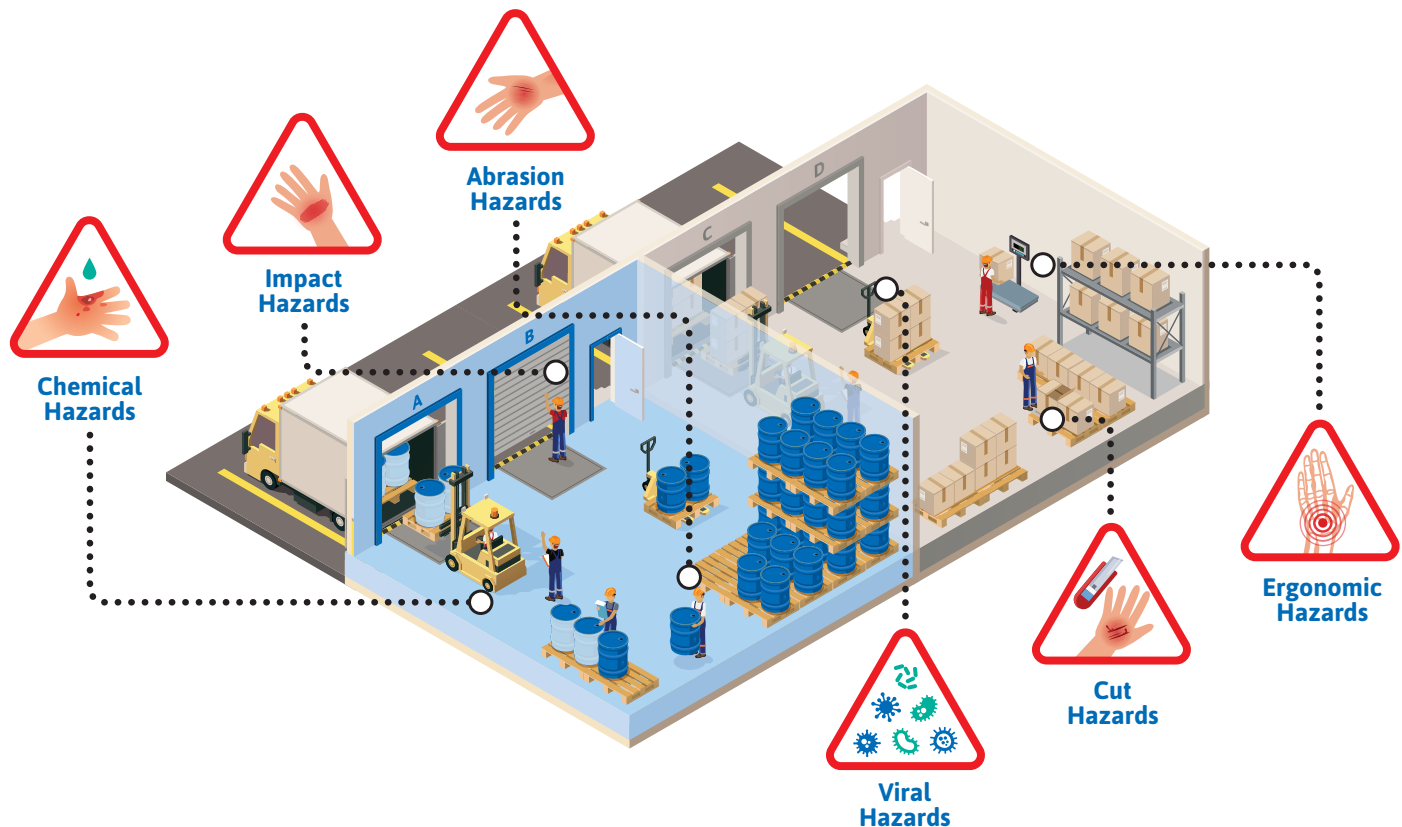 Abrasion
Hazards
Impact
Hazards
Chemical
Hazards
A
B
C
D
Ergonomic
Hazards
Cut
Hazards
Viral
Hazards